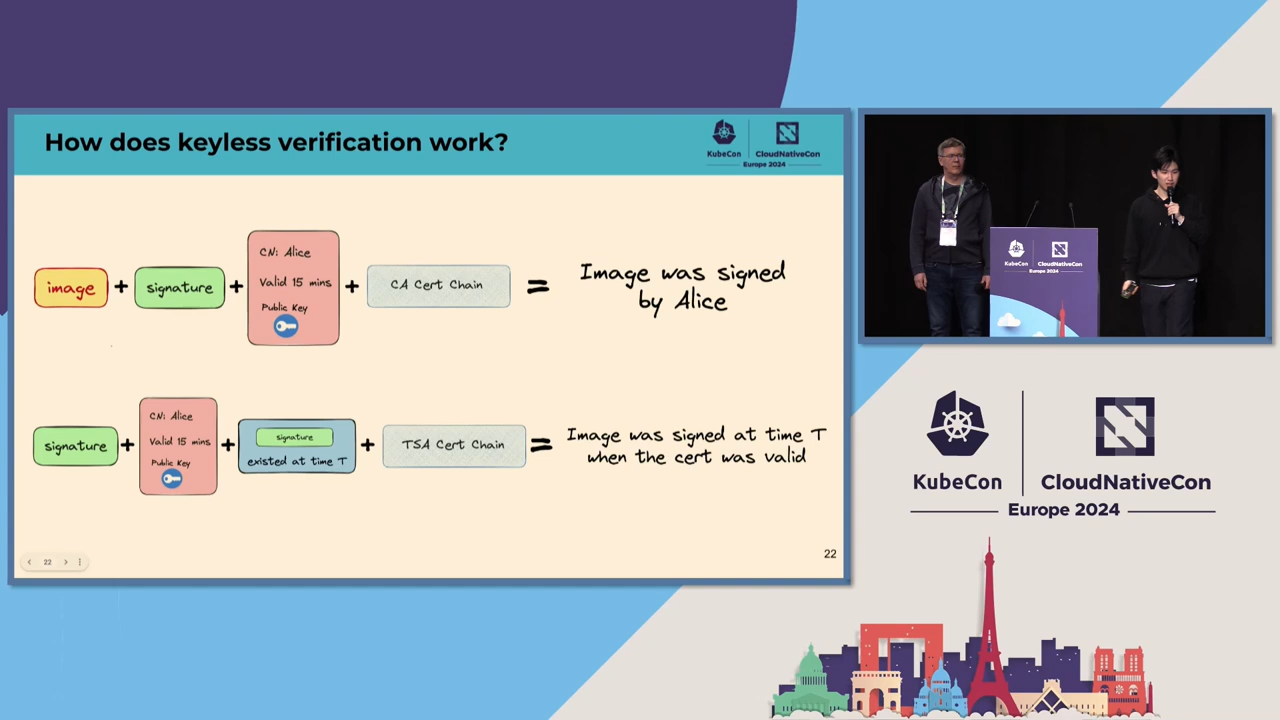 How does keyless verification work?
KubeCon
CloudNativeCon
Europe 2024
image
+
signature
+
CN: Alice
Valid 15 mins
Public Key
+
CA Cert Chain
=
Image was signed
by Alice
signature
+
CN: Alice
Valid 15 mins
Public Key
+
signature
existed at time T
+
TSA Cert Chain
=
Image was signed at time T
when the cert was valid
22
22
KubeCon
CloudNativeCon
Europe 2024
KubeCon
CloudNativeCon
Europe 2024